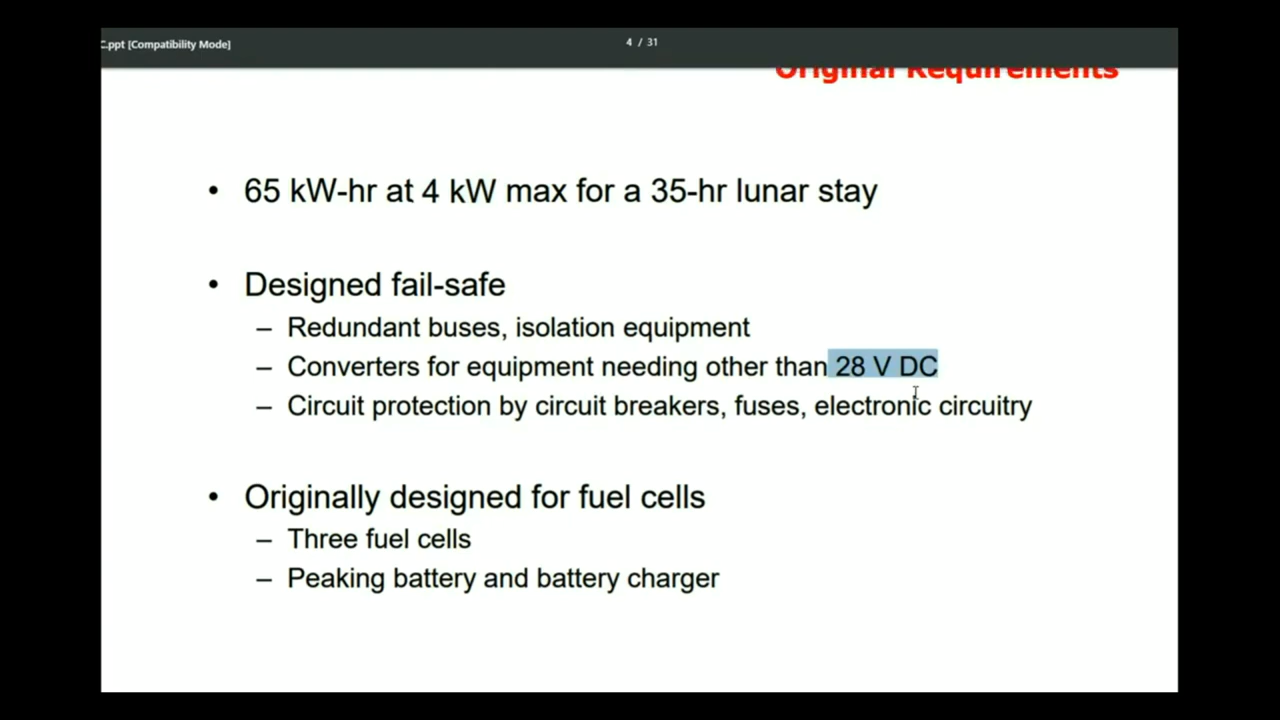 C.ppt [Compatibility Mode]
4 / 31
Original Requirements
• 65 kW-hr at 4 kW max for a 35-hr lunar stay
• Designed fail-safe
– Redundant buses, isolation equipment
– Converters for equipment needing other than 28 V DC
– Circuit protection by circuit breakers, fuses, electronic circuitry
• Originally designed for fuel cells
– Three fuel cells
– Peaking battery and battery charger